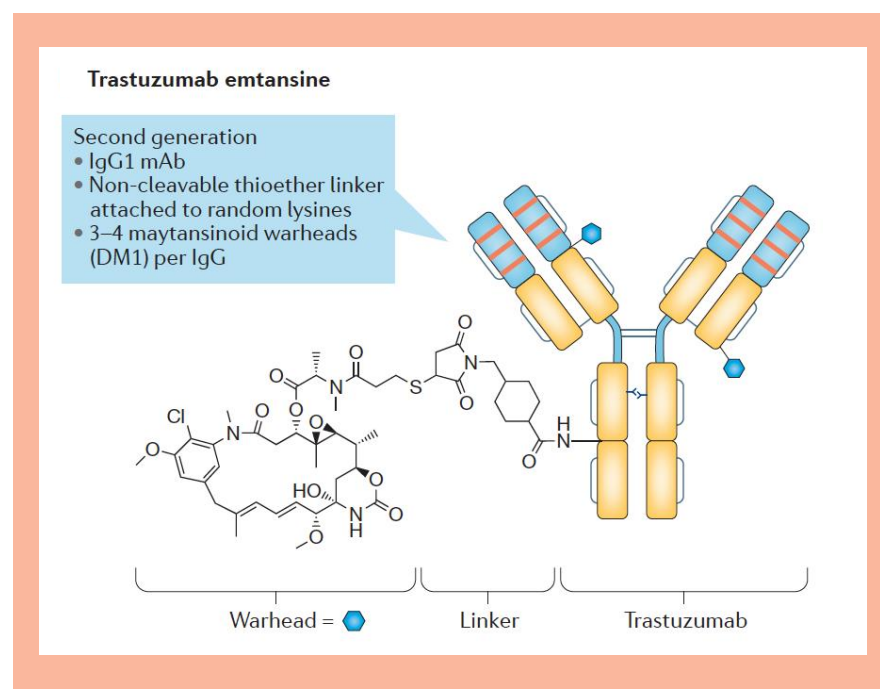 Trastuzumab emtansine
Second generation
• IgG1 mAb
• Non-cleavable thioether linker
attached to random lysines
• 3–4 maytansinoid warheads
(DM1) per IgG
O
O
O
N
S
O
N
O
O
Cl
N
O
O
O
O
H
N
O
HO
O
N
H
O
O
Warhead =
Linker
Trastuzumab